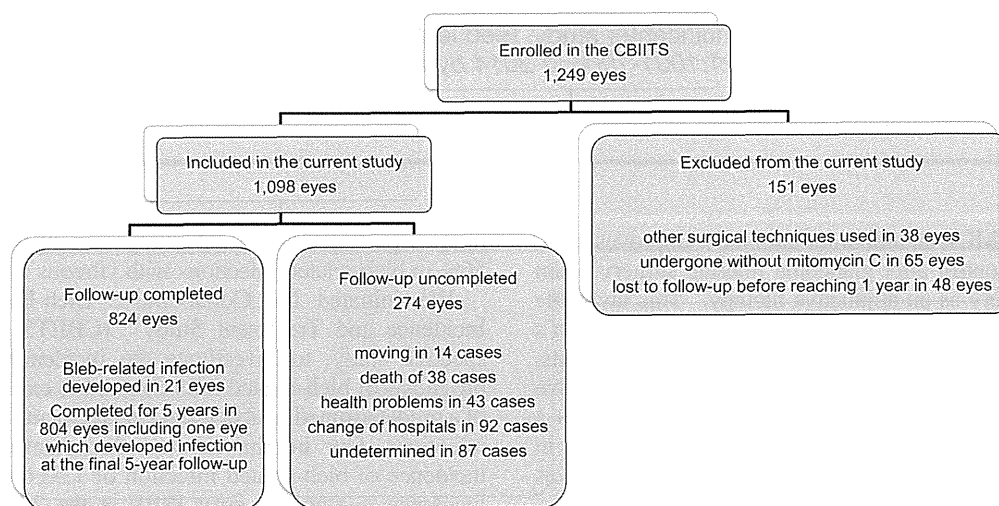 Enrolled in the CBIITS
1,249 eyes
Included in the current study
1,098 eyes
Excluded from the current study
151 eyes
other surgical techniques used in 38 eyes
undergone without mitomycin C in 65 eyes
lost to follow-up before reaching 1 year in 48 eyes
Follow-up completed
824 eyes
Bleb-related infection
developed in 21 eyes
Completed for 5 years in
804 eyes including one eye
which developed infection
at the final 5-year follow-up
Follow-up uncompleted
274 eyes
moving in 14 cases
death of 38 cases
health problems in 43 cases
change of hospitals in 92 cases
undetermined in 87 cases